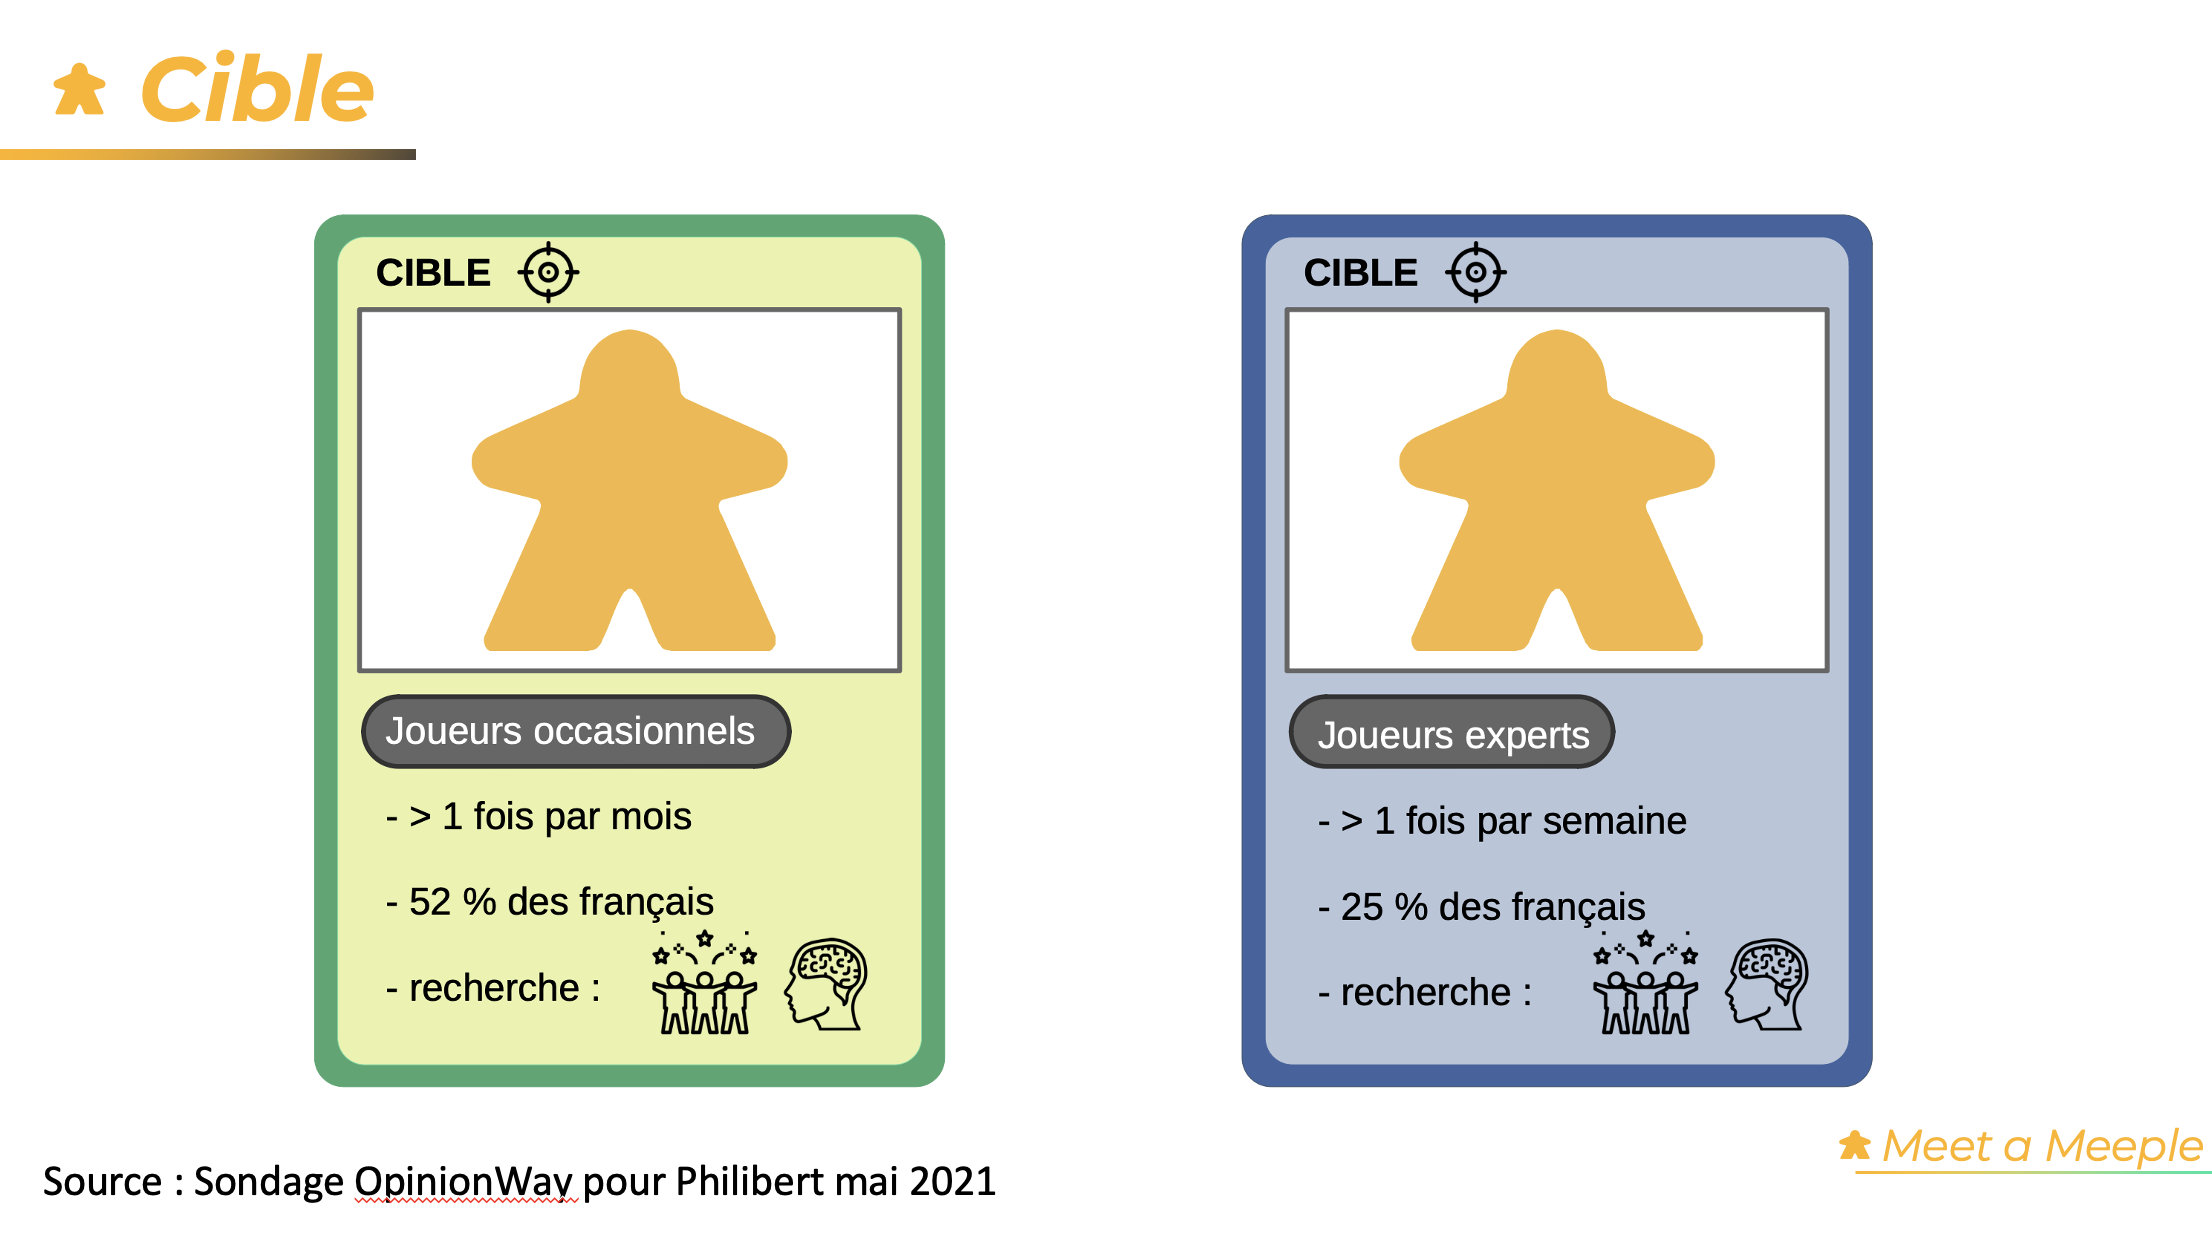 Cible
CIBLE
Joueurs occasionnels
- > 1 fois par mois
- 52 % des français
- recherche :
CIBLE
Joueurs experts
- > 1 fois par semaine
- 25 % des français
- recherche :
Meet a Meeple
Source : Sondage OpinionWay pour Philibert mai 2021